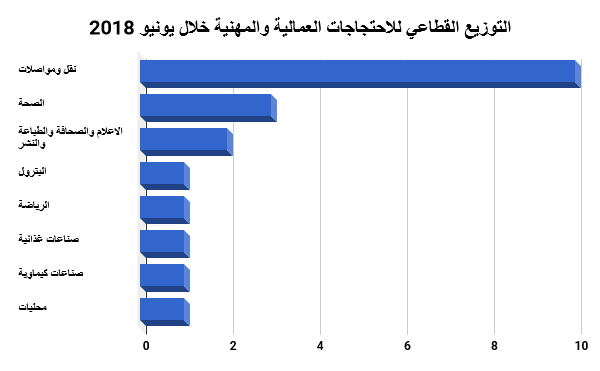 التوزيع القطاعي للاحتجاجات العمالية والمهنية خلال يونيو 2018
نقل ومواصلات
الصحة
الاعلام والصحافة والطباعة
والنشر
البترول
الرياضة
صناعات غذائية
صناعات كيماوية
محليات
0 2 4 6 8 10